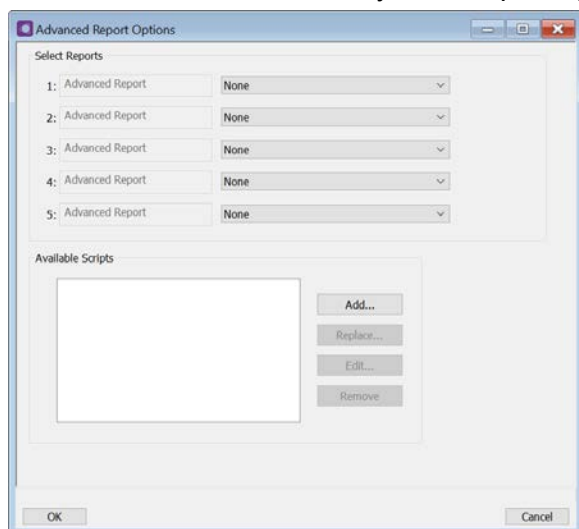 Advanced Report Options
Select Reports
1: Advanced Report None
2: Advanced Report None
3: Advanced Report None
4: Advanced Report None
5: Advanced Report None
Available Scripts
Add...
Replace...
Edit...
Remove
OK Cancel